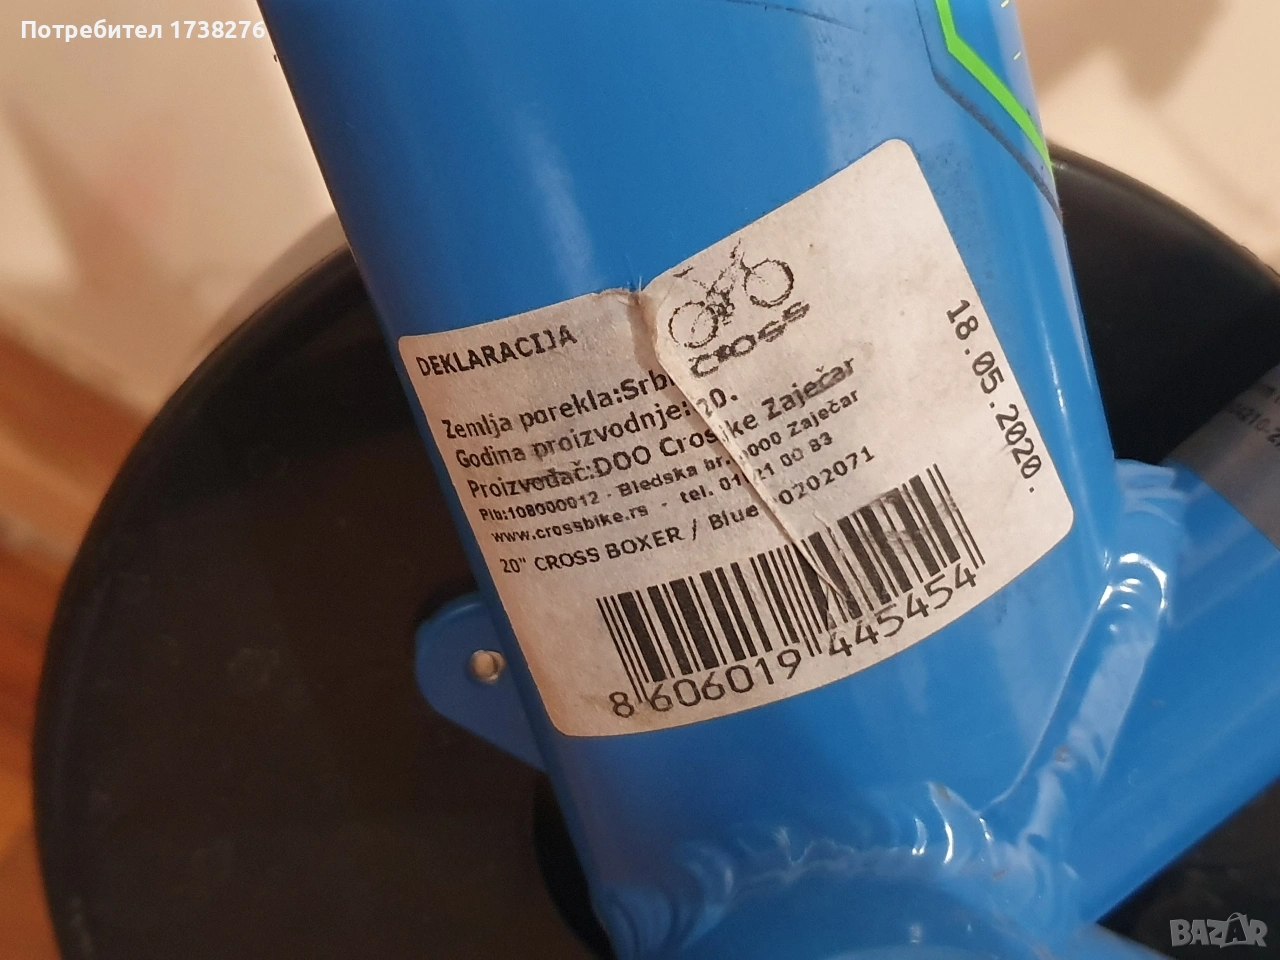 Потребител 1738276
DEKLARACIJA
CROSS
Zemlja porekla:Srbi
Godina proizvodnje: 20.
Proizvođač:DOO Cros ke Zaječar
Pib:108000012 - Bledska br. 000 Zaječar
www.crossbike.rs - tel. 01 21 00 83
20" CROSS BOXER / Blue 0202071
18.05.2020.
8 606019 445454
BAZAR